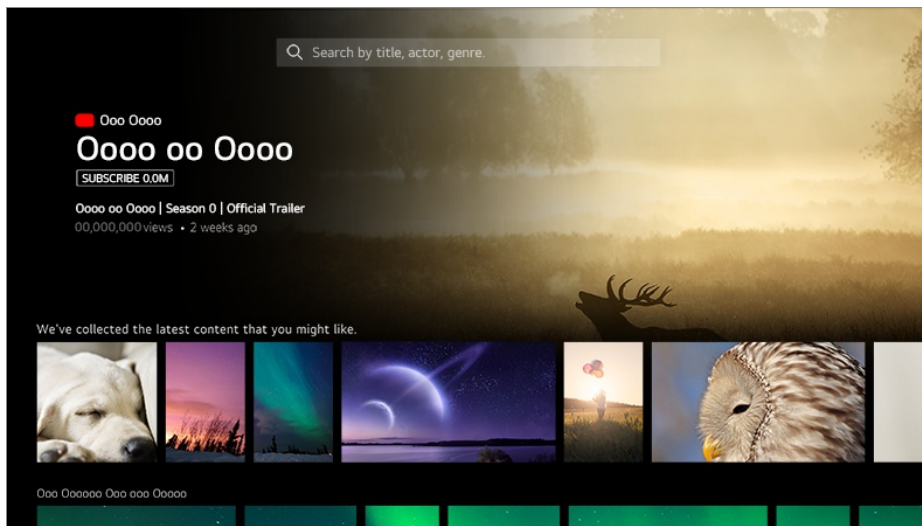 Search by title, actor, genre.
Ooo Oooo
Oooo oo Oooo
SUBSCRIBE 0.0M
Oooo oo Oooo | Season 0 | Official Trailer
00,000,000 views • 2 weeks ago
We've collected the latest content that you might like.
Ooo Oooooo Ooo ooo Ooooo